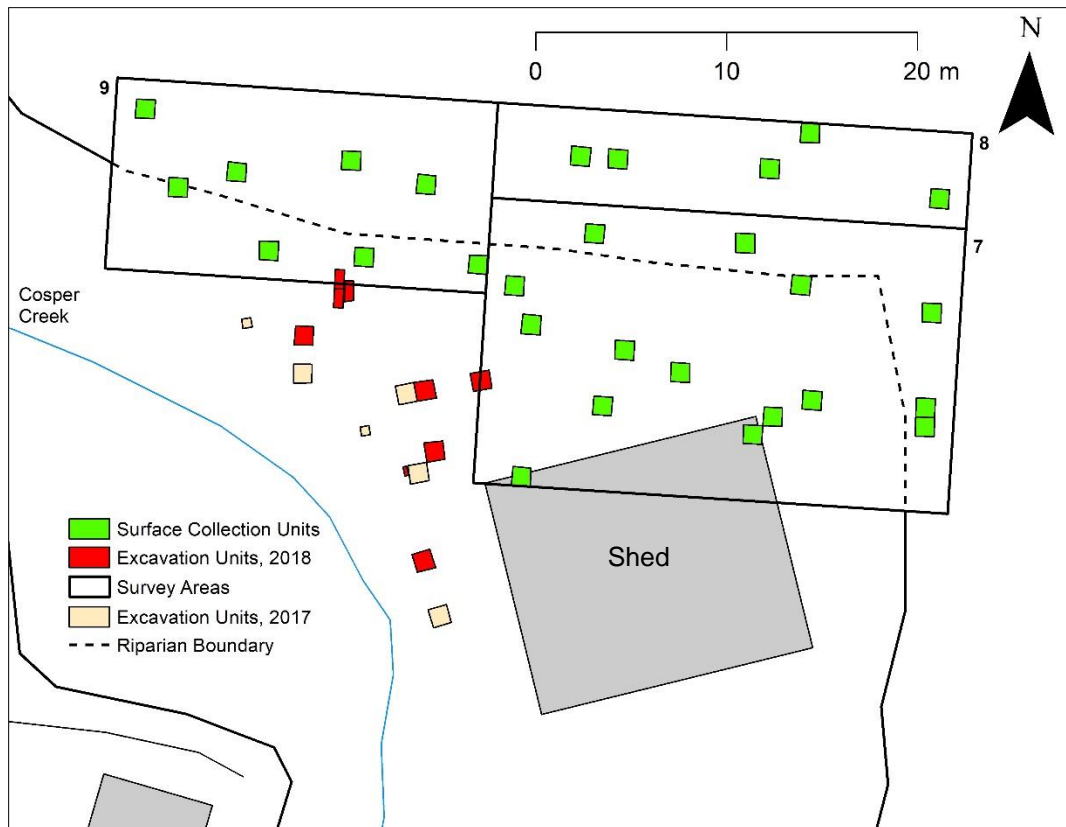 N
0 10 20 m
9
8
7
Cosper
Creek
Surface Collection Units
Excavation Units, 2018
Survey Areas
Excavation Units, 2017
Riparian Boundary
Shed